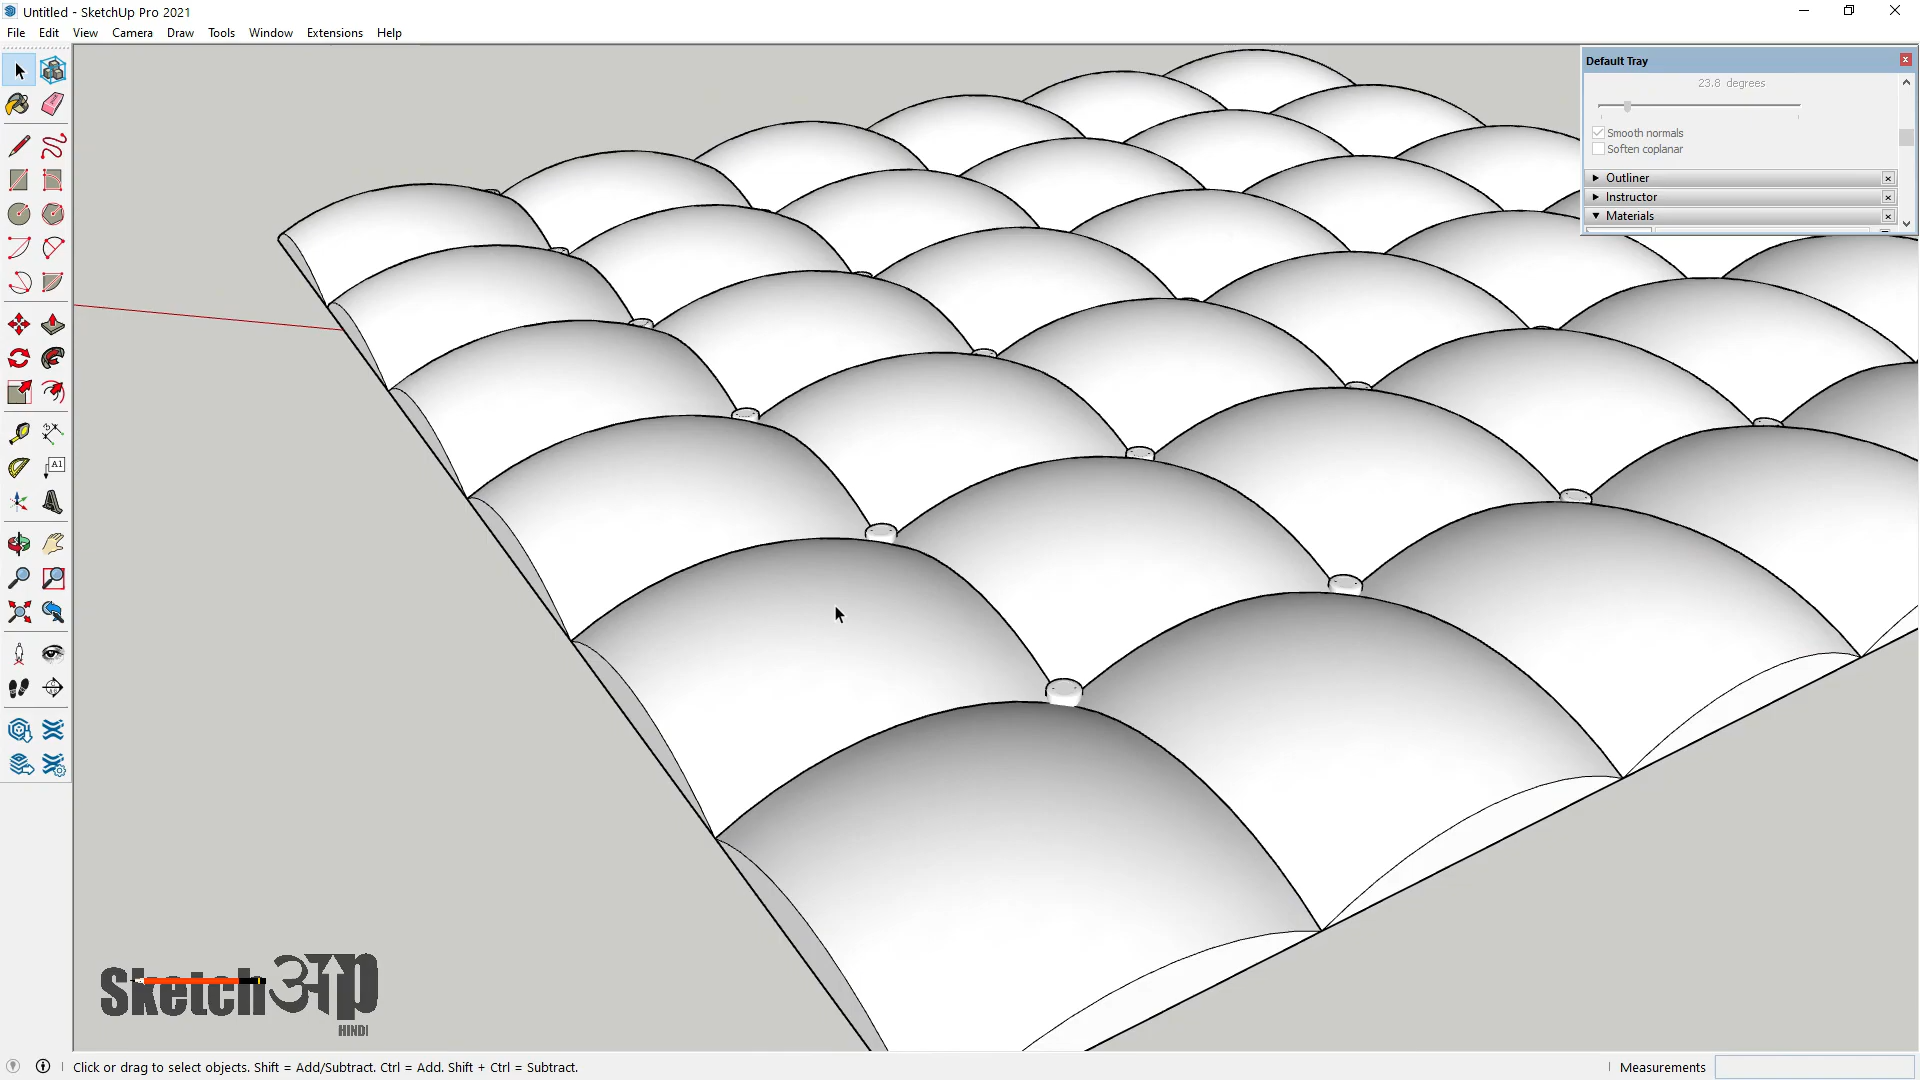 Untitled - SketchUp Pro 2021
File Edit View Camera Draw Tools Window Extensions Help
Default Tray
23.8 degrees
Smooth normals
Soften coplanar
Outliner
Instructor
Materials
A1
Sketchअप
HINDI
Click or drag to select objects. Shift = Add/Subtract. Ctrl = Add. Shift + Ctrl = Subtract.
Measurements